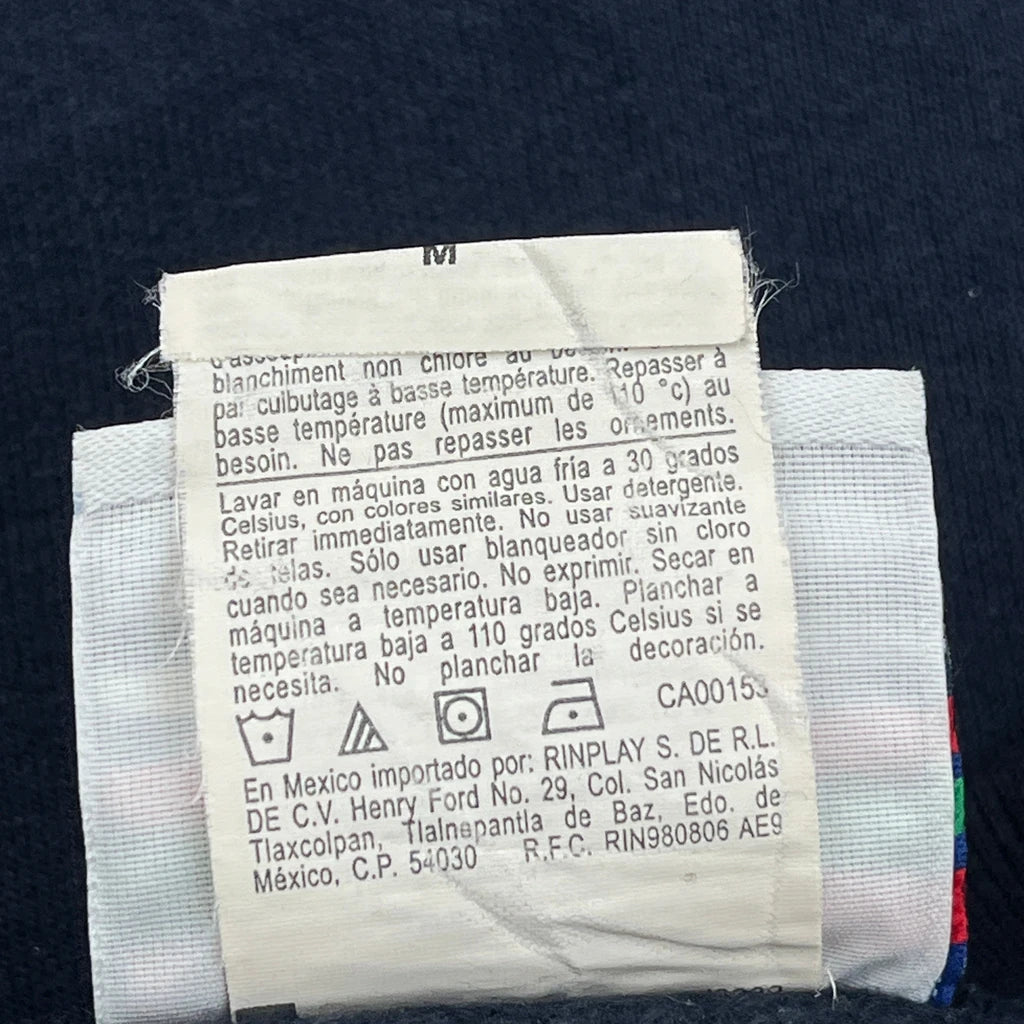 M
blanchiment non chloré au
par culbutage à basse température. Repasser à
basse température (maximum de 110 °c) au
besoin. Ne pas repasser les ornements.
Lavar en máquina con agua fría a 30 grados
Celsius, con colores similares. Usar detergente.
Retirar immediatamente. No usar suavizante
de telas. Sólo usar blanqueador sin cloro
cuando sea necesario. No exprimir. Secar en
máquina a temperatura baja. Planchar a
temperatura baja a 110 grados Celsius si se
necesita. No planchar la decoración.
CA00153
En Mexico importado por: RINPLAY S. DE R.L.
DE C.V. Henry Ford No. 29, Col. San Nicolás
Tlaxcolpan, Tlalnepantla de Baz, Edo. de
México, C.P. 54030 R.F.C. RIN980806 AE9